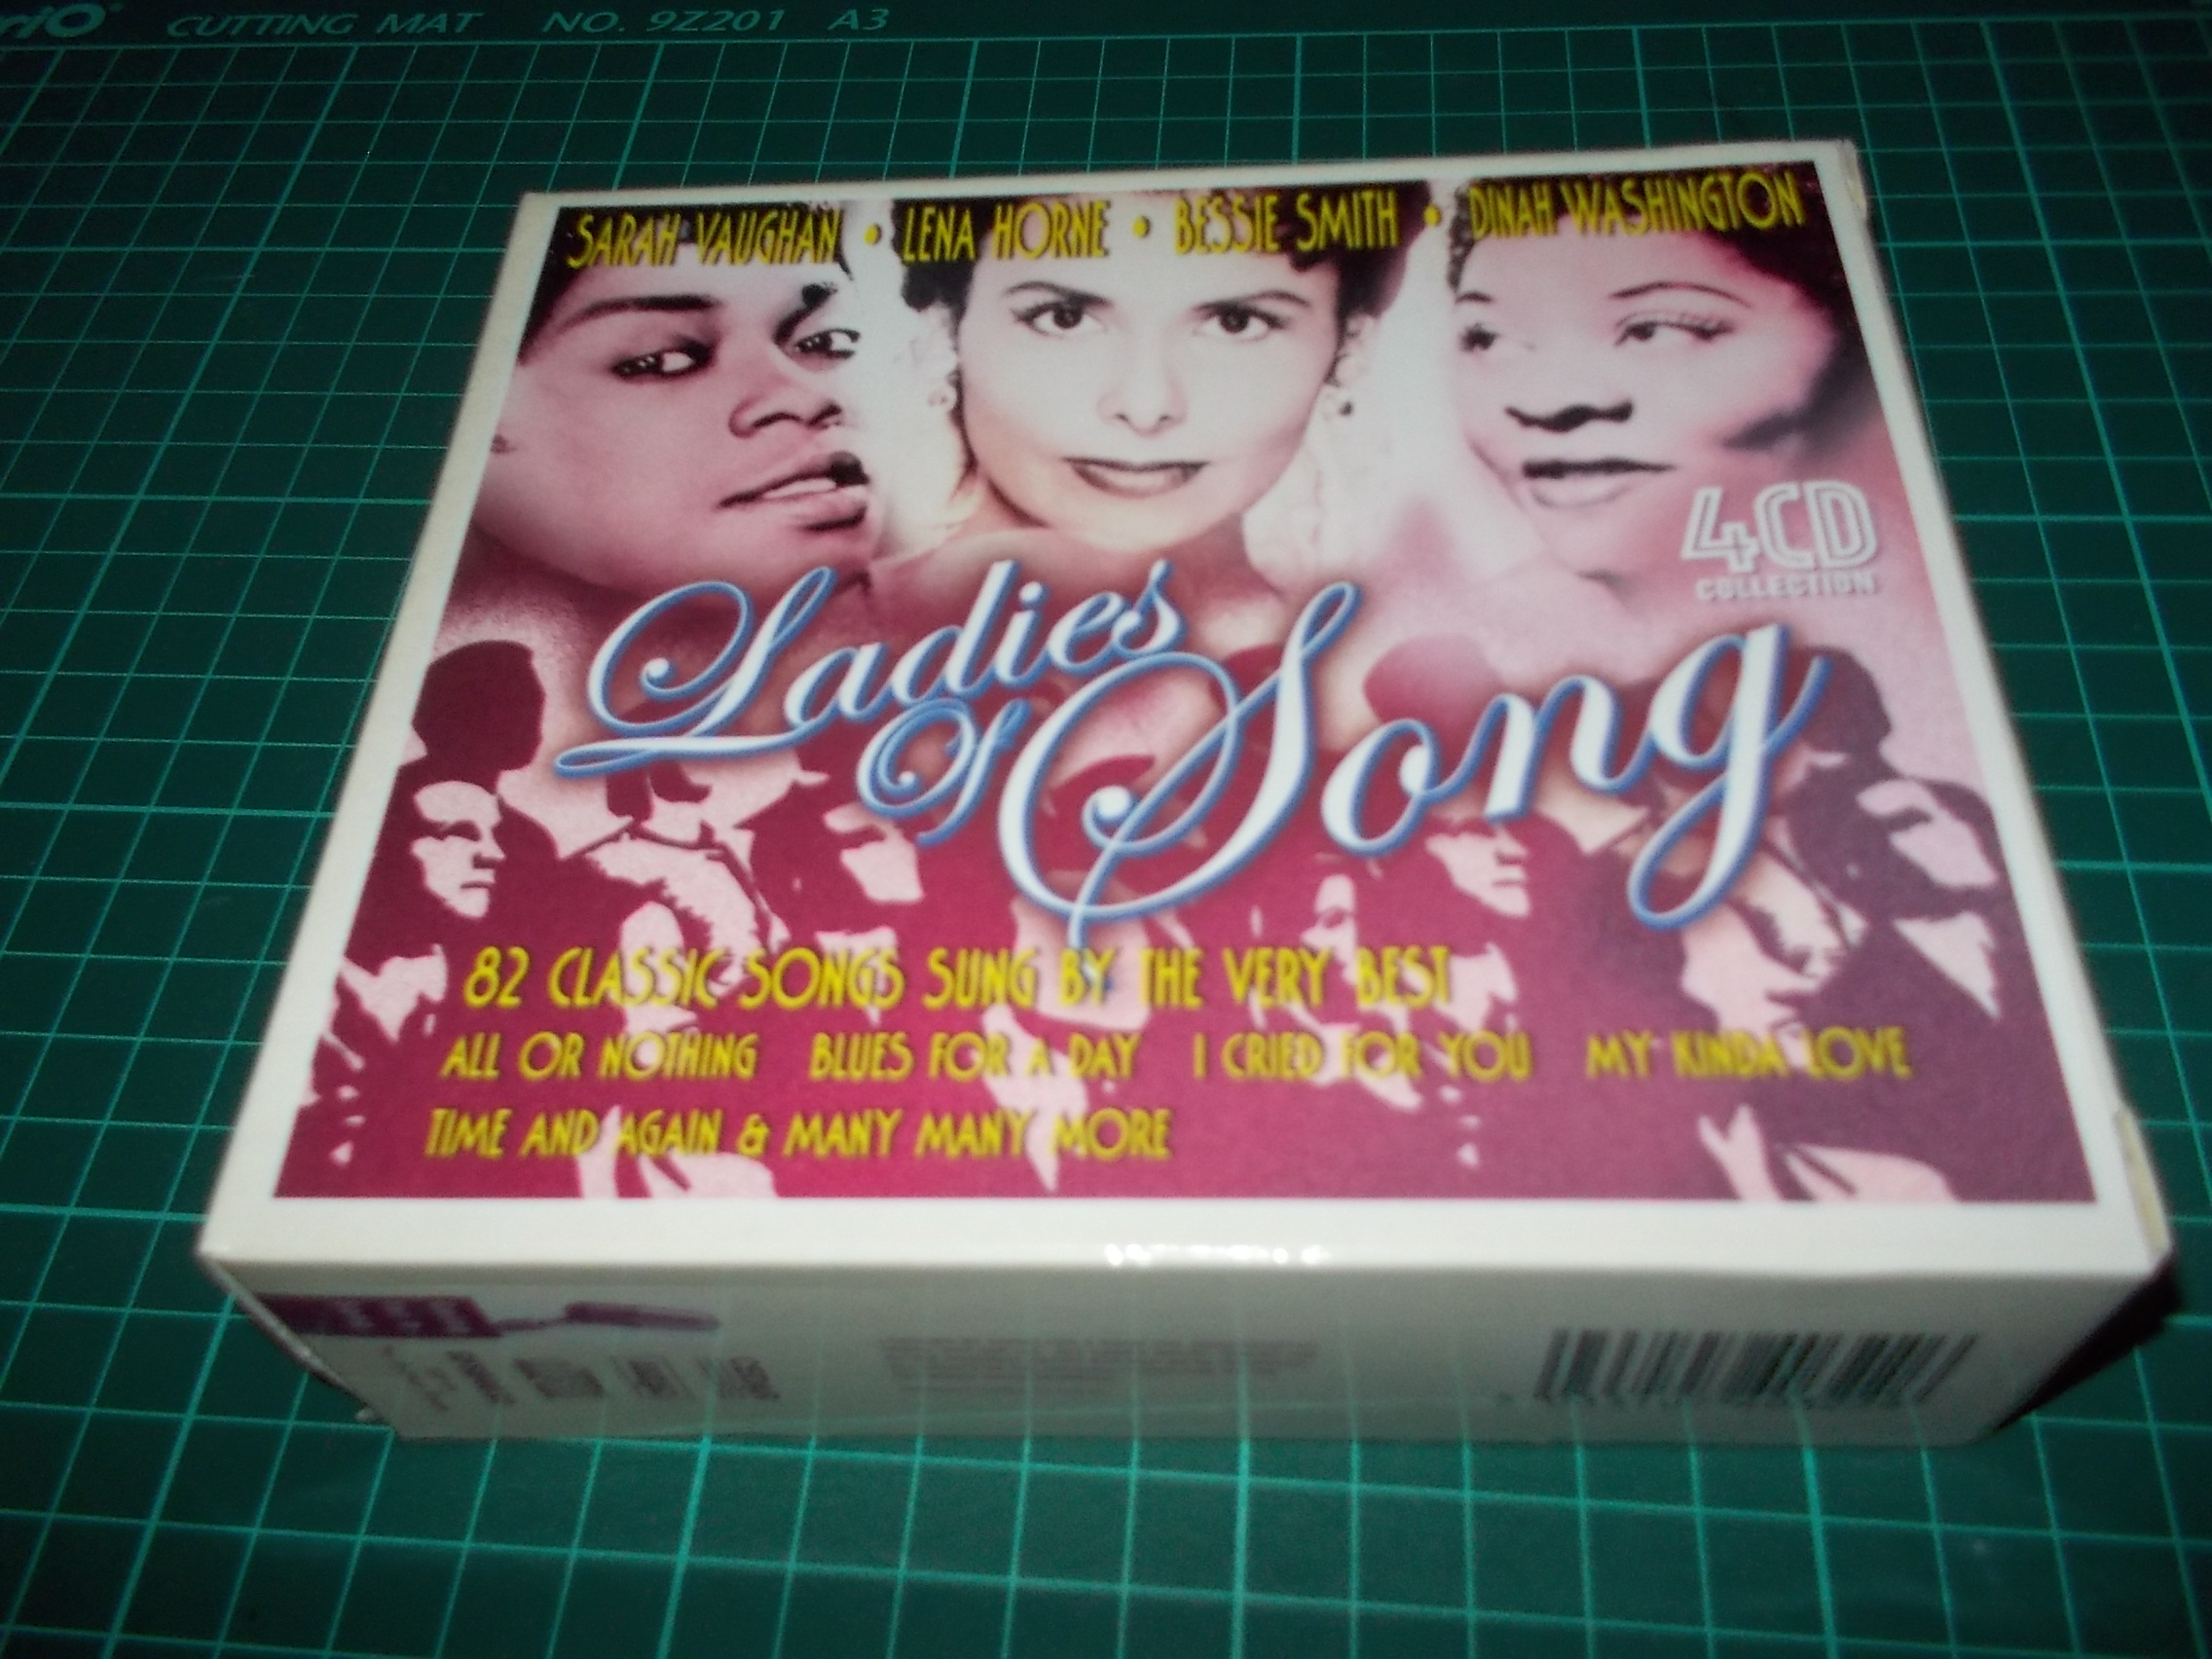 CUTTING MAT NO. 9Z201 A3
SARAH VAUGHAN • LENA HORNE • BESSIE SMITH • DINAH WASHINGTON
4CD
COLLECTION
Ladies
Of Song
82 CLASSIC SONGS SUNG BY THE VERY BEST
ALL OR NOTHING BLUES FOR A DAY I CRIED FOR YOU MY KINDA LOVE
TIME AND AGAIN & MANY MANY MORE